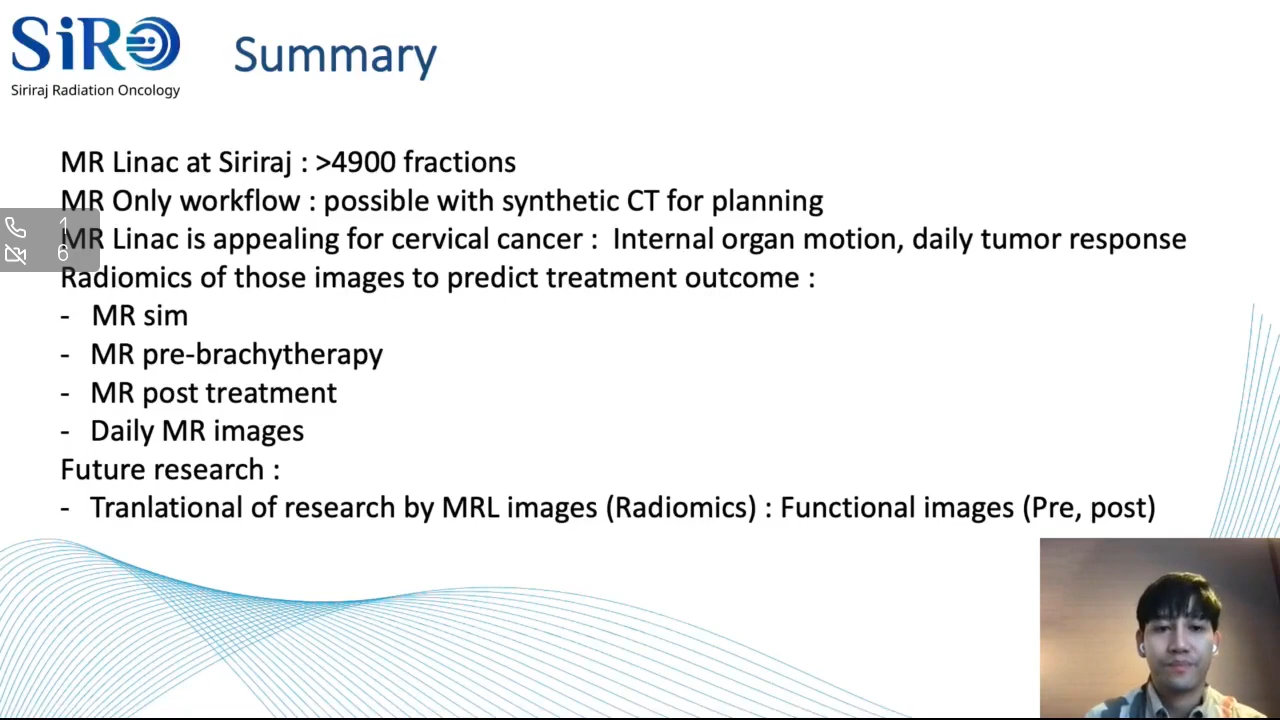 SiRO
Siriraj Radiation Oncology
Summary
MR Linac at Siriraj : >4900 fractions
MR Only workflow : possible with synthetic CT for planning
MR Linac is appealing for cervical cancer : Internal organ motion, daily tumor response
Radiomics of those images to predict treatment outcome :
- MR sim
- MR pre-brachytherapy
- MR post treatment
- Daily MR images
Future research :
- Tranlational of research by MRL images (Radiomics) : Functional images (Pre, post)
1
6